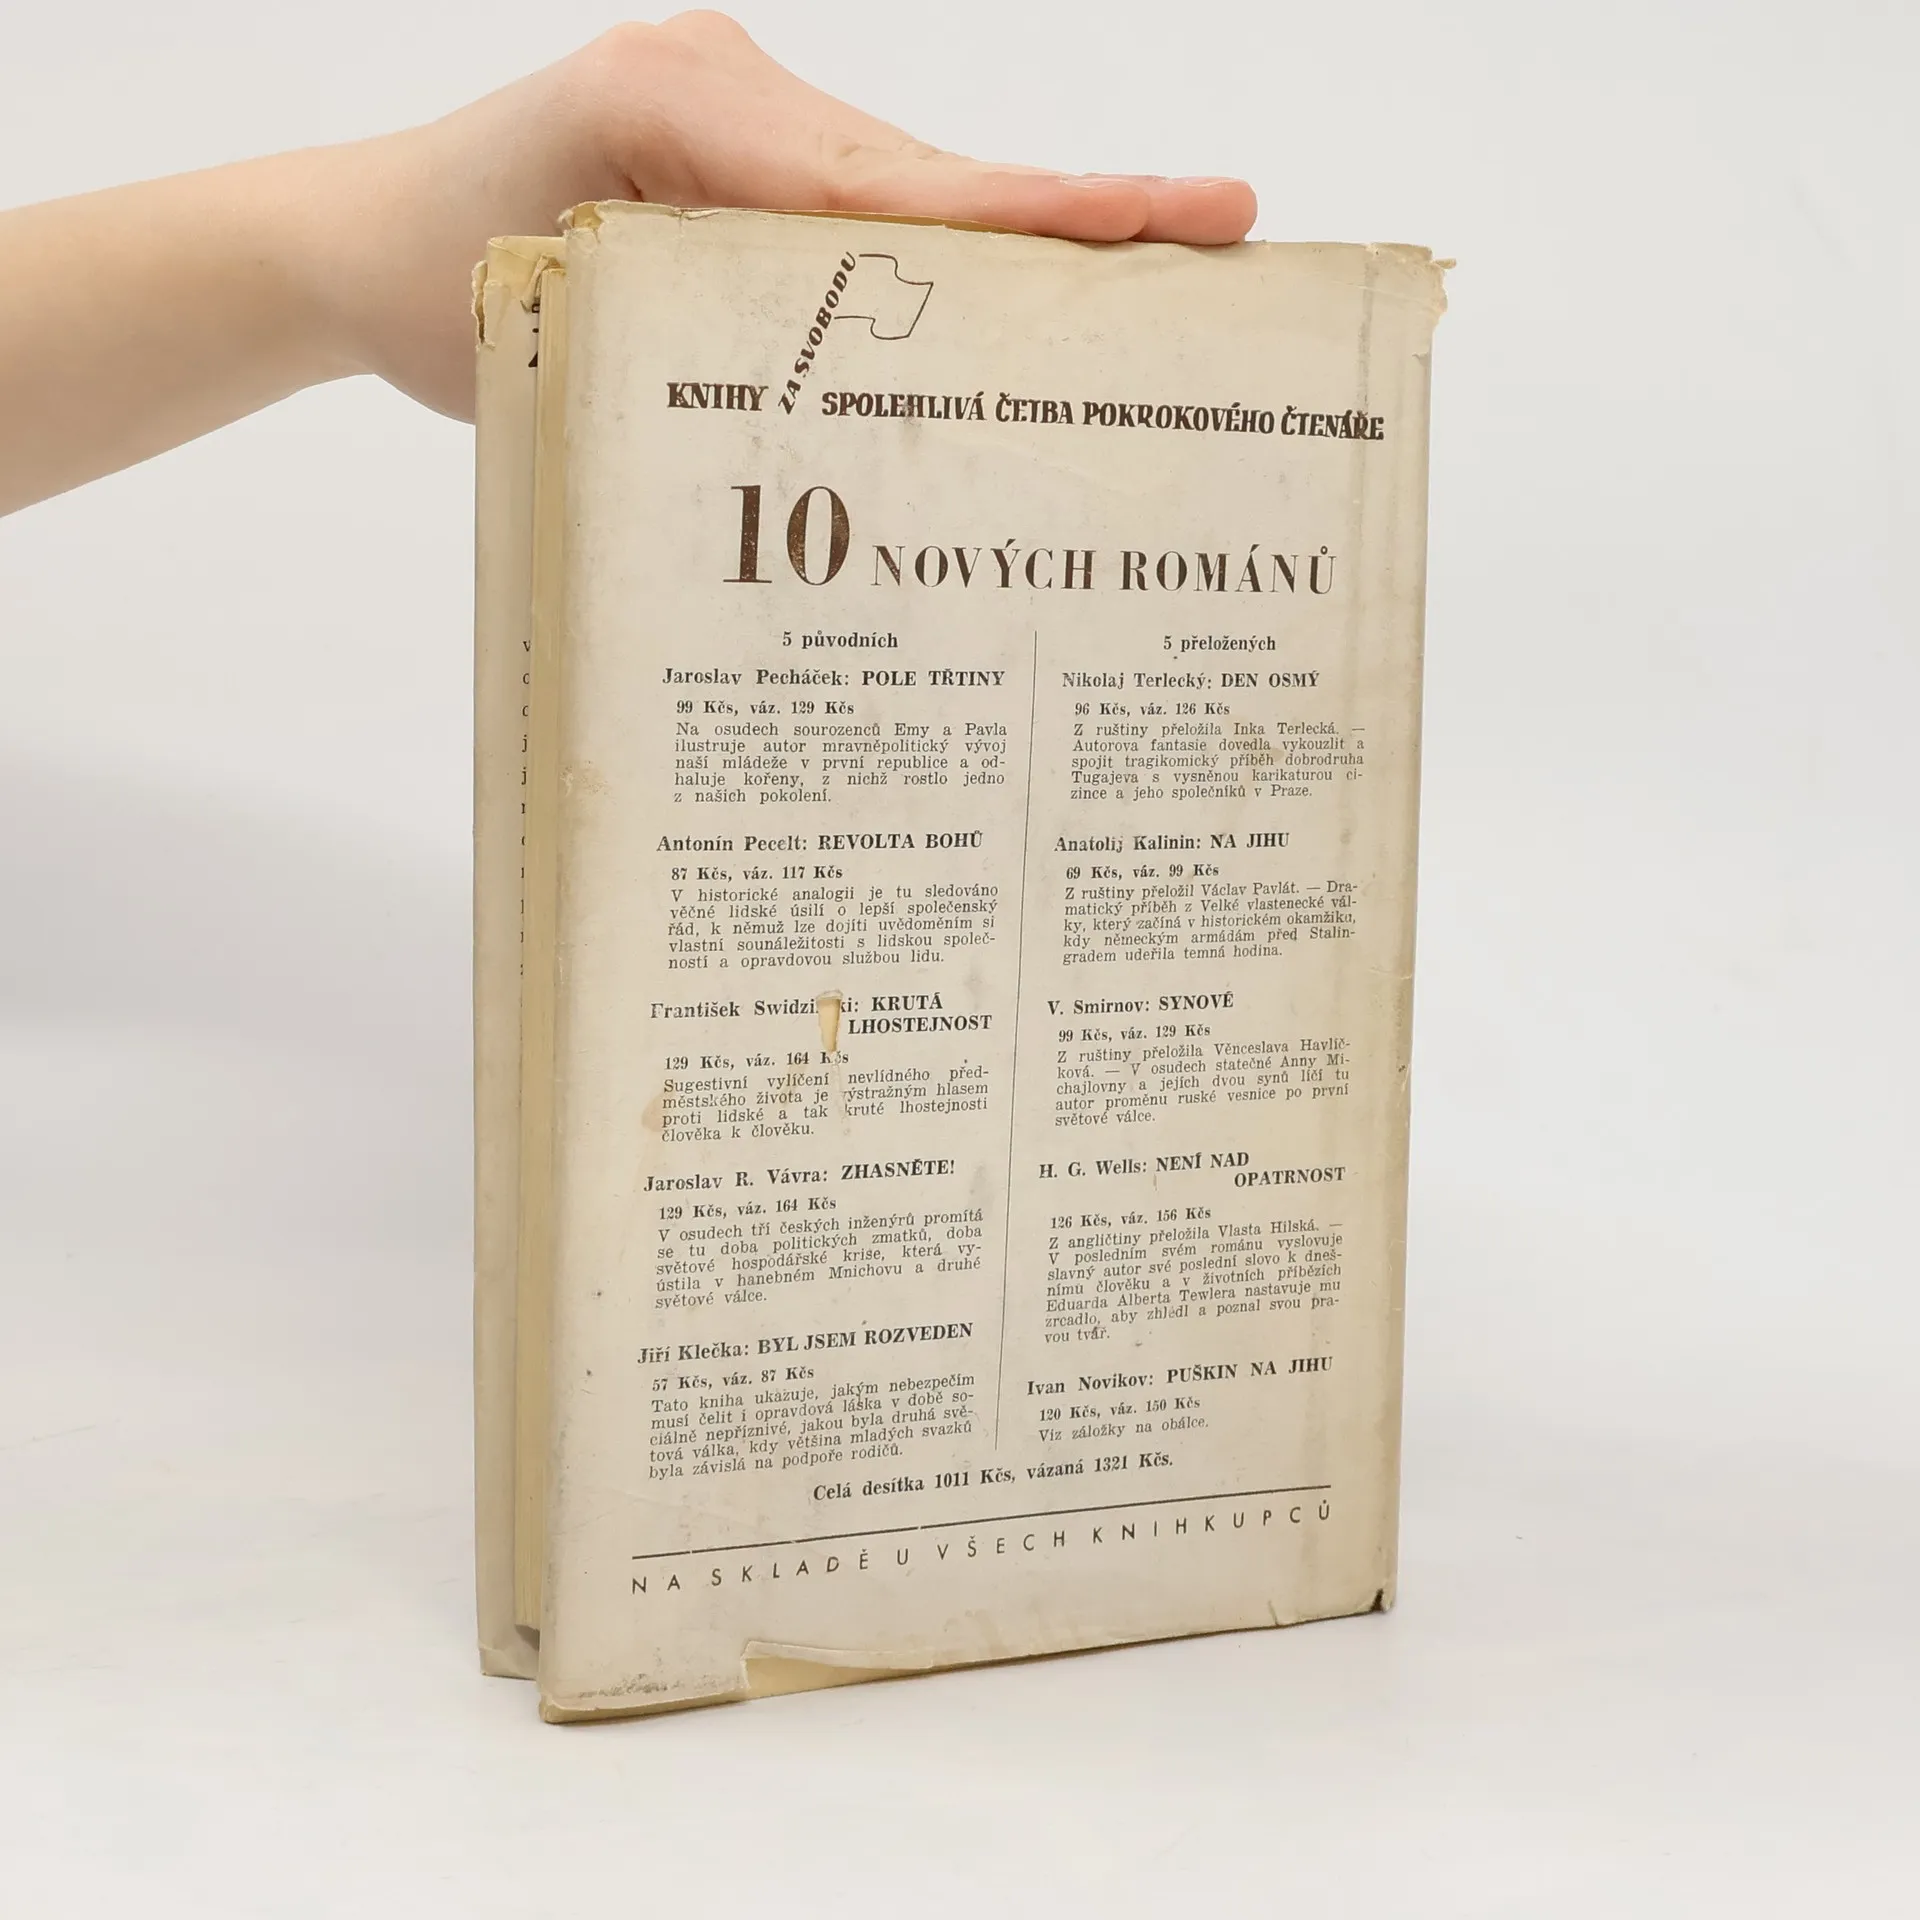 ZA SVOBODU
KNIHY SPOLEHLIVÁ ČETBA POKROKOVÉHO ČTENÁŘE
10 NOVÝCH ROMÁNŮ
5 původních
Jaroslav Pecháček: POLE TŘTINY
99 Kčs, váz. 129 Kčs
Na osudech sourozenců Emy a Pavla
ilustruje autor mravněpolitický vývoj
naší mládeže v první republice a od-
haluje kořeny, z nichž rostlo jedno
z našich pokolení.
Antonín Pecelt: REVOLTA BOHŮ
87 Kčs, váz. 117 Kčs
V historické analogii je tu sledováno
věčné lidské úsilí o lepší společenský
řád, k němuž lze dojíti uvědoměním si
vlastní sounáležitosti s lidskou společ-
ností a opravdovou službou lidu.
František KRUTÁ
LHOSTEJNOST
129 Kčs, váz. 164 Kčs
Sugestivní vylíčení nevlídného před-
městského života je výstražným hlasem
proti lidské a tak kruté lhostejnosti
člověka k člověku.
Jaroslav R. Vávra: ZHASNĚTE!
129 Kčs, váz. 164 Kčs
V osudech tří českých inženýrů promítá
se tu doba politických zmatků, doba
světové hospodářské krise, která vy-
ústila v hanebném Mnichovu a druhé
světové válce.
Jiří Klečka: BYL JSEM ROZVEDEN
57 Kčs, váz. 87 Kčs
Tato kniha ukazuje, jakým nebezpečím
musí čelit i opravdová láska v době so-
ciálně nepříznivé, jakou byla druhá svě-
tová válka, kdy většina mladých svazků
byla závislá na podpoře rodičů.
5 přeložených
Nikolaj Terlecký: DEN OSMÝ
96 Kčs, váz. 126 Kčs
Z ruštiny přeložila Inka Terlecká. —
Autorova fantasie dovedla vykouzlit a
spojit tragikomický příběh dobrodruha
Tugajeva s vysněnou karikaturou ci-
zince a jeho společníků v Praze.
Anatolij Kalinin: NA JIHU
69 Kčs, váz. 99 Kčs
Z ruštiny přeložil Václav Pavlát. — Dra-
matický příběh z Velké vlastenecké vál-
ky, který začíná v historickém okamžiku,
kdy německým armádám před Stalin-
gradem udeřila temná hodina.
V. Smirnov: SYNOVÉ
99 Kčs, váz. 129 Kčs
Z ruštiny přeložila Věnceslava Havlíč-
ková. — V osudech statečné Anny Mi-
chajlovny a jejích dvou synů líčí tu
autor proměnu ruské vesnice po první
světové válce.
H. G. Wells: NENÍ NAD
OPATRNOST
126 Kčs, váz. 156 Kčs
Z angličtiny přeložila Vlasta Hilská. —
V posledním svém románu vyslovuje
slavný autor své poslední slovo k dneš-
nímu člověku a v životních příbězích
Eduarda Alberta Tewlera nastavuje mu
zrcadlo, aby zhlédl a poznal svou pra-
vou tvář.
Ivan Novikov: PUŠKIN NA JIHU
120 Kčs, váz. 150 Kčs
Viz záložky na obálce.
Celá desítka 1011 Kčs, vázaná 1321 Kčs.
NA SKLADĚ U VŠECH KNIHKUPCŮ